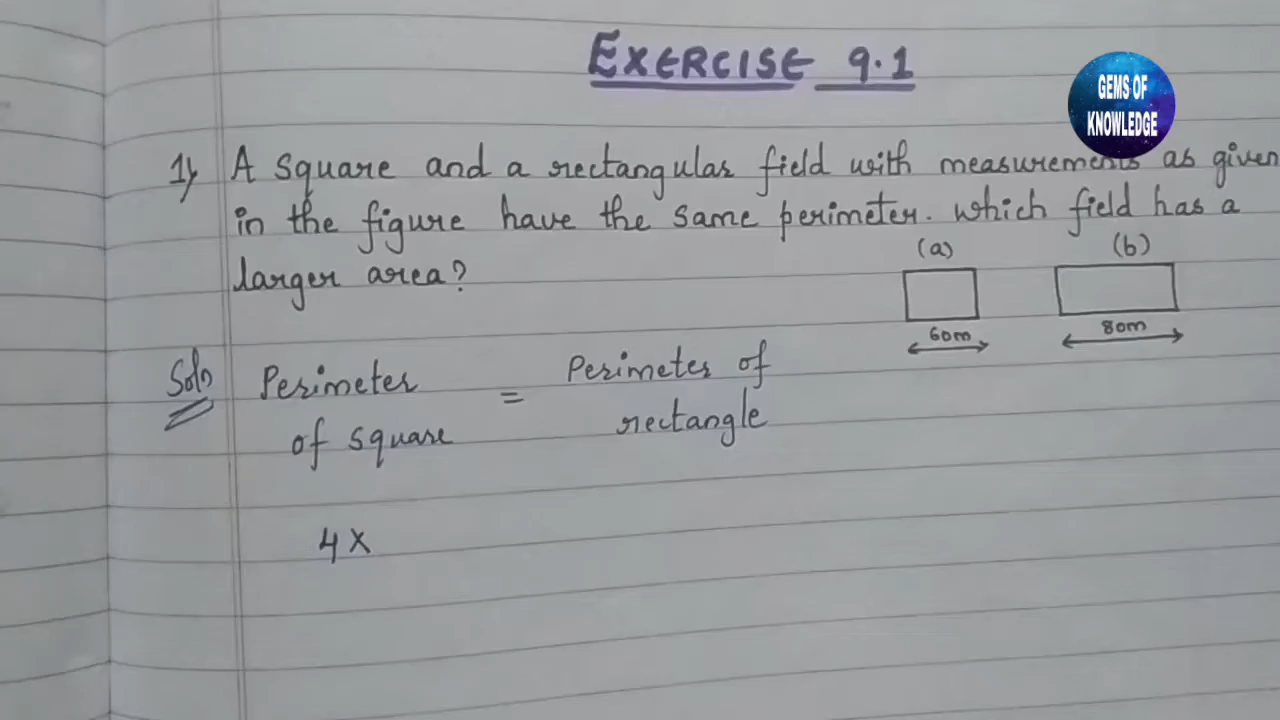 EXERCISE 9.1
GEMS OF
KNOWLEDGE
1) A square and a rectangular field with measurements as given
in the figure have the same perimeter. Which field has a
larger area?
(a) (b)
60m 80m
Soln Perimeter = Perimeter of
of square rectangle
4 ×